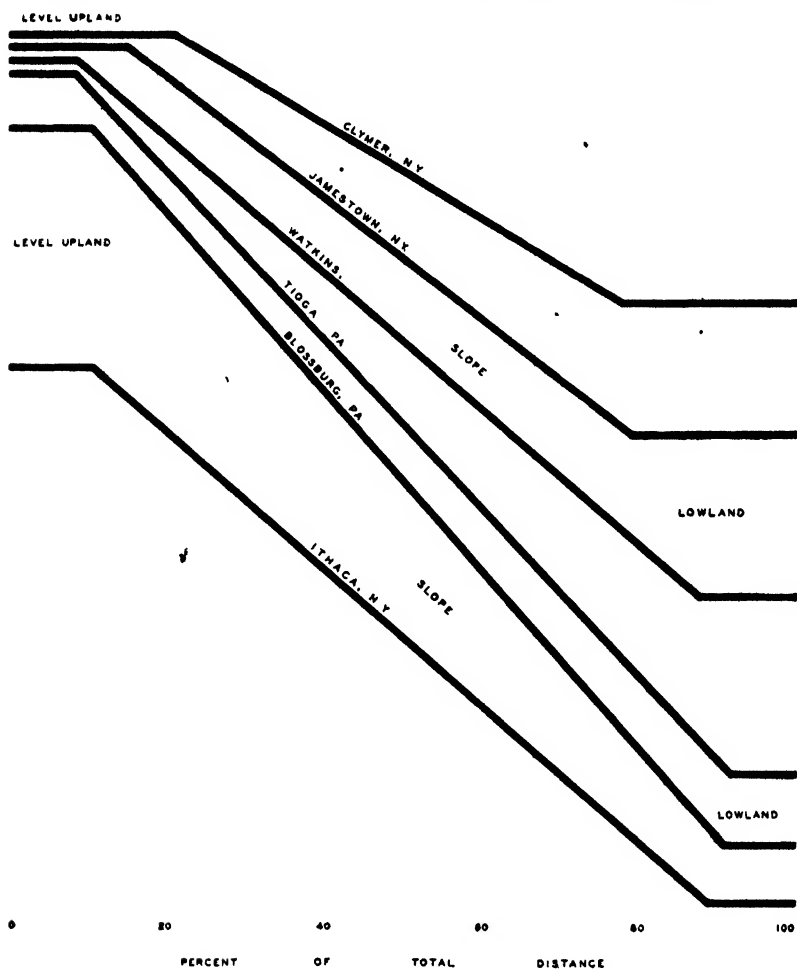 LEVEL UPLAND
CLYMER, N Y
JAMESTOWN, NY
LEVEL UPLAND
WATKINS,
TIOGA PA
SLOPE
BLOSSBURG, PA
LOWLAND
ITHACA, N Y
SLOPE
LOWLAND
0 20 40 60 80 100
PERCENT OF TOTAL DISTANCE